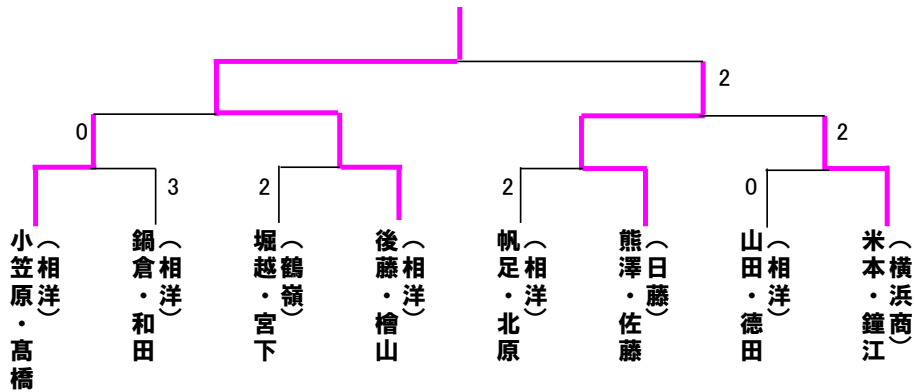 2
0
2
3
2
2
0
小笠原・髙橋
（相洋）
鍋倉・和田
（相洋）
堀越・宮下
（鶴嶺）
後藤・檜山
（相洋）
帆足・北原
（相洋）
熊澤・佐藤
（日藤）
山田・德田
（相洋）
米本・鐘江
（横浜商）